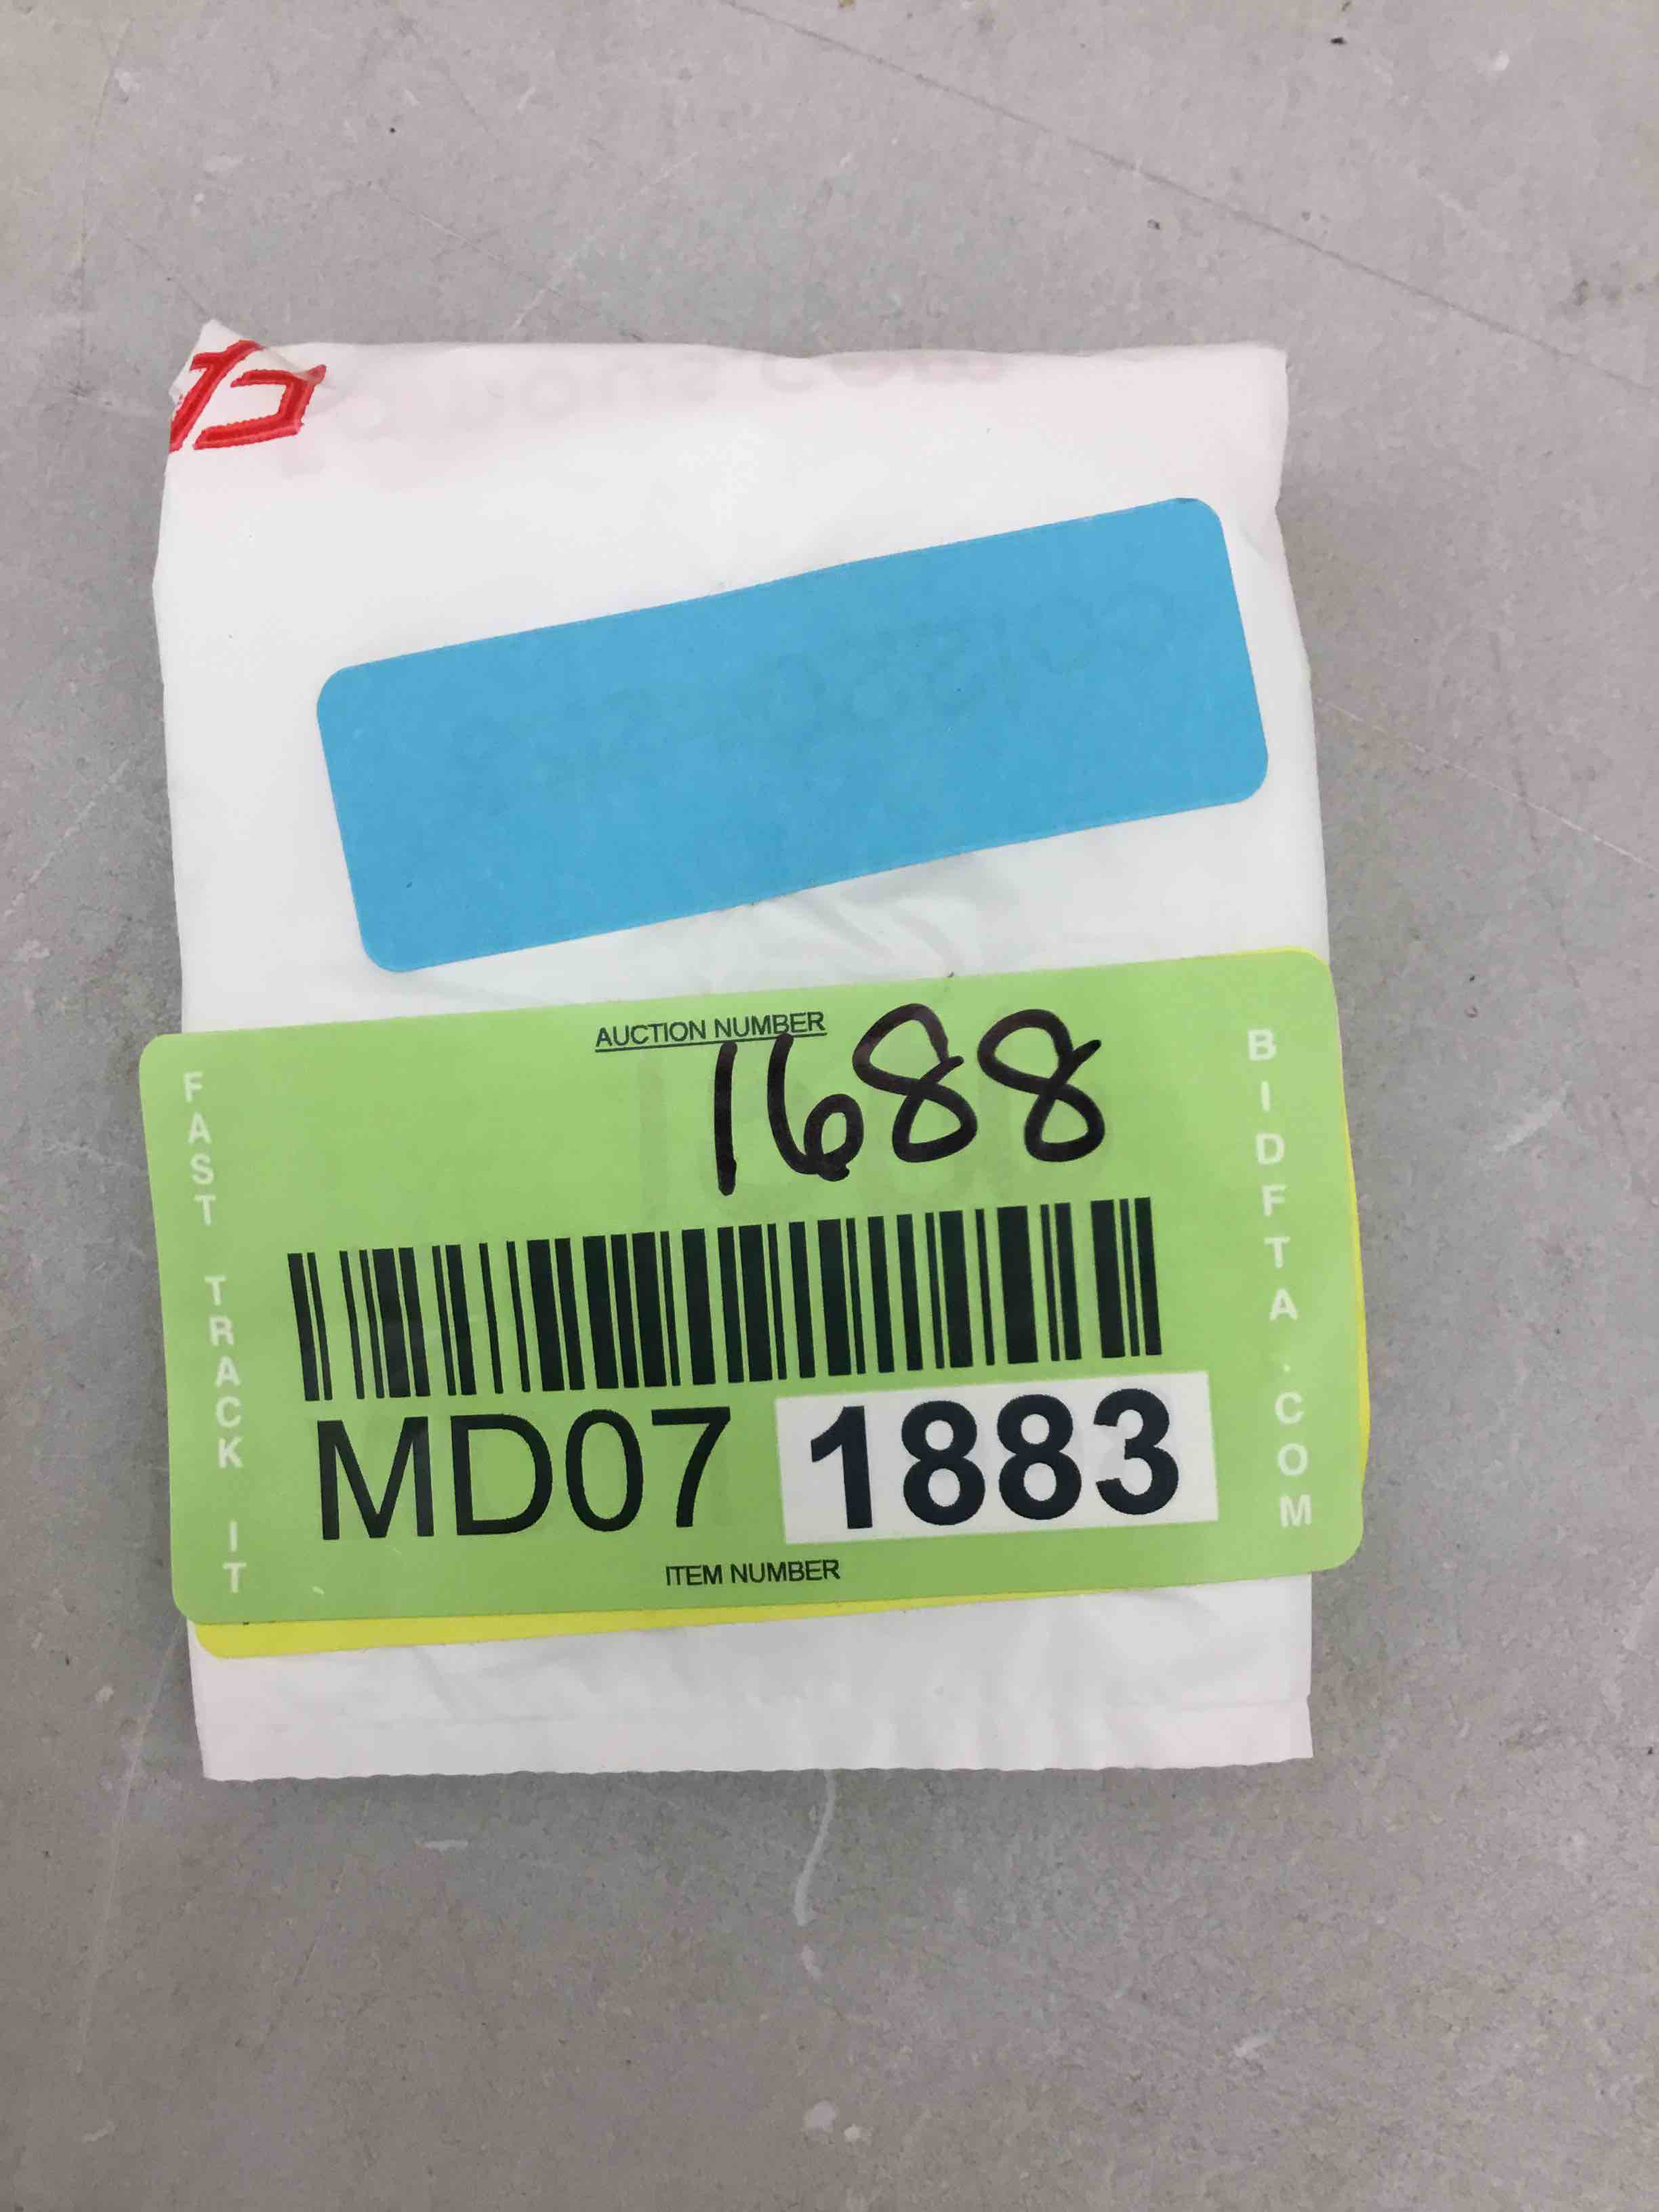 AUCTION NUMBER
1688
FAST TRACK IT
BIDFTA.COM
MD07 1883
ITEM NUMBER